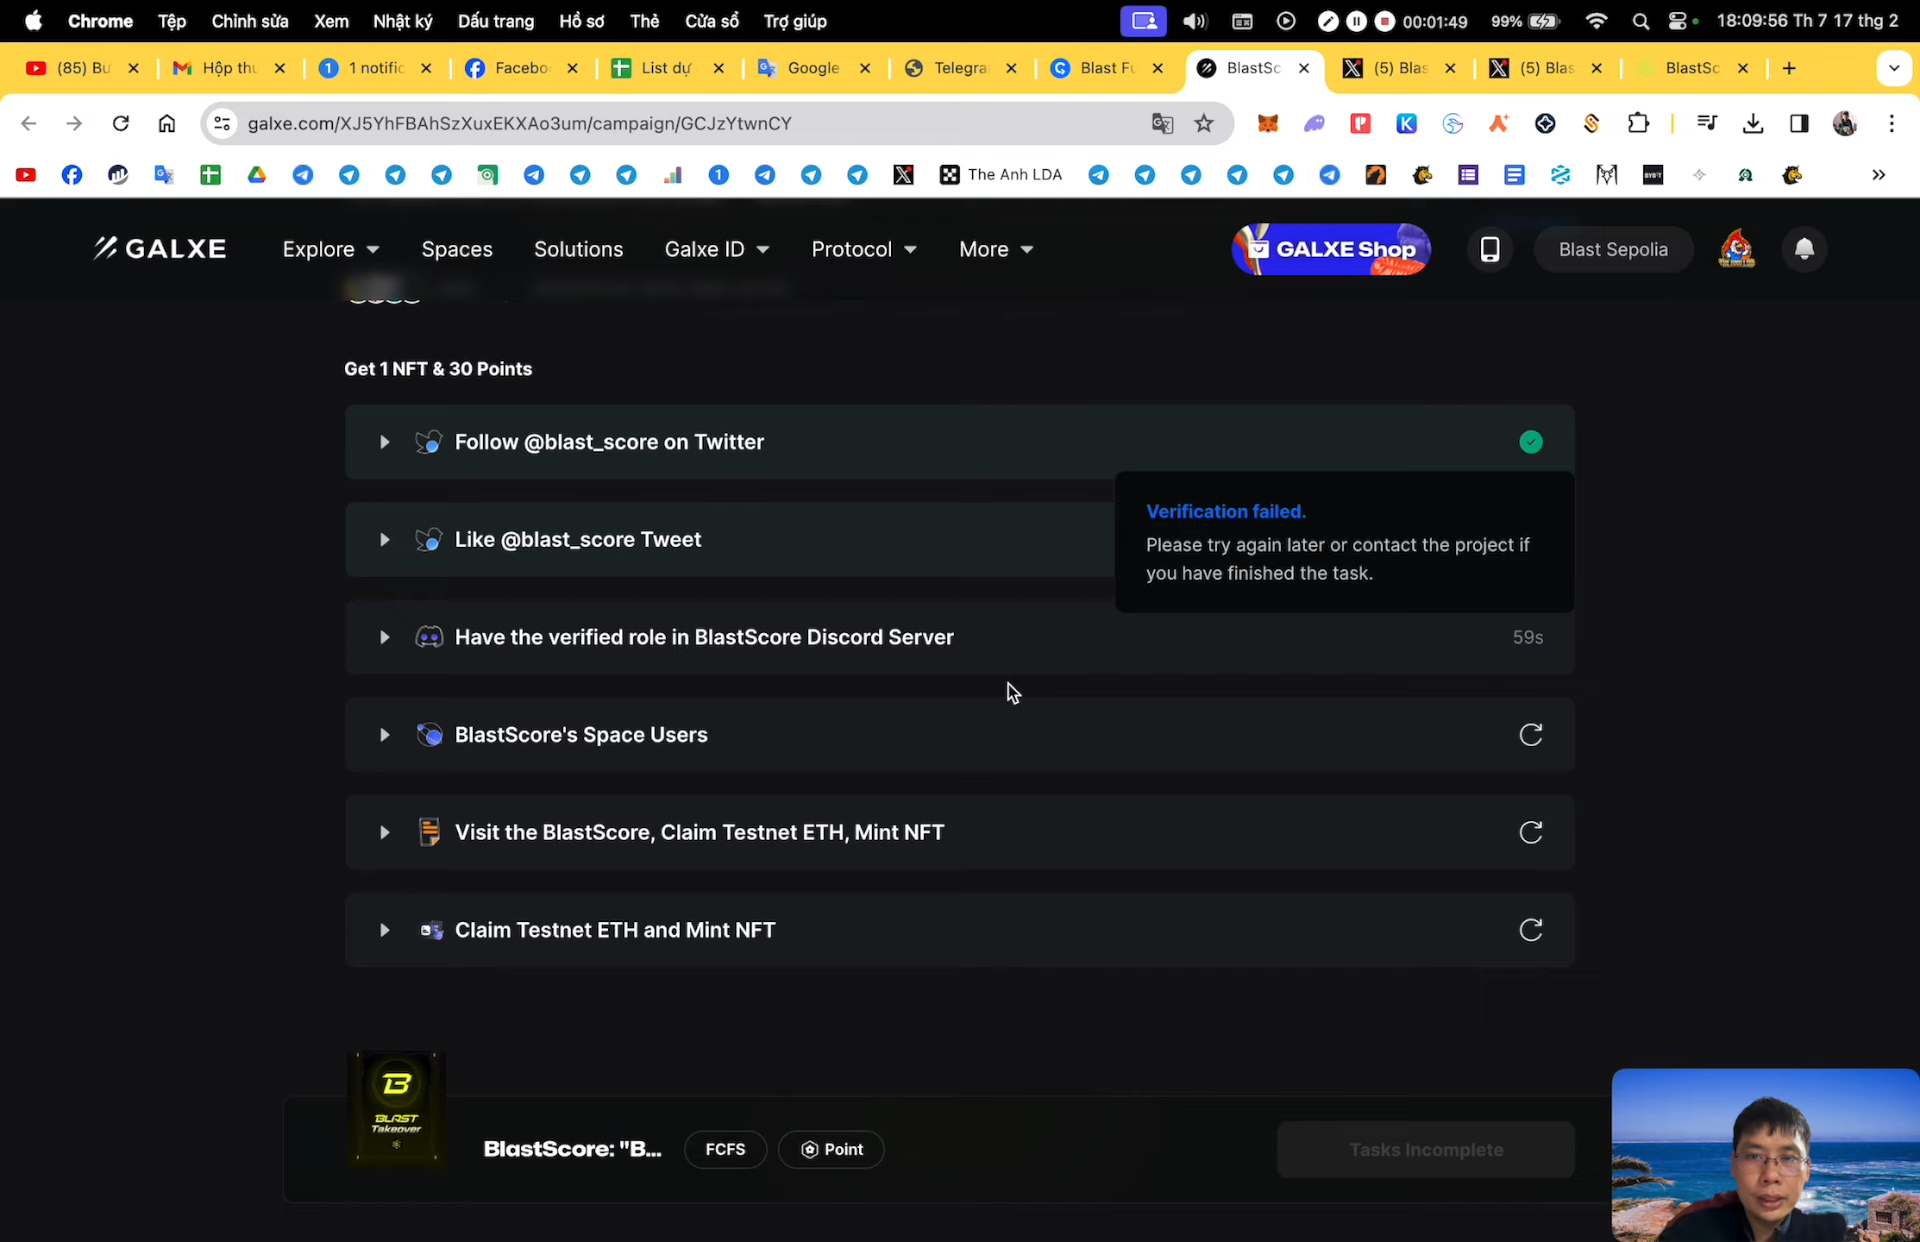 Chrome Tệp Chỉnh sửa Xem Nhật ký Dấu trang Hồ sơ Thẻ Cửa sổ Trợ giúp 00:01:49 99% 18:09:56 Th 7 17 thg 2
(85) Bu Hộp thu 1 notific Facebo List dự Google Telegra Blast Fu BlastSc (5) Blas (5) Blas BlastSc
galxe.com/XJ5YhFBAhSzXuxEKXAo3um/campaign/GCJzYtwnCY
The Anh LDA
GALXE Explore Spaces Solutions Galxe ID Protocol More GALXE Shop Blast Sepolia
Get 1 NFT & 30 Points
Follow @blast_score on Twitter
Verification failed.
Please try again later or contact the project if
you have finished the task.
Like @blast_score Tweet
Have the verified role in BlastScore Discord Server 59s
BlastScore's Space Users
Visit the BlastScore, Claim Testnet ETH, Mint NFT
Claim Testnet ETH and Mint NFT
BLAST
Takeover
BlastScore: "B... FCFS Point Tasks Incomplete